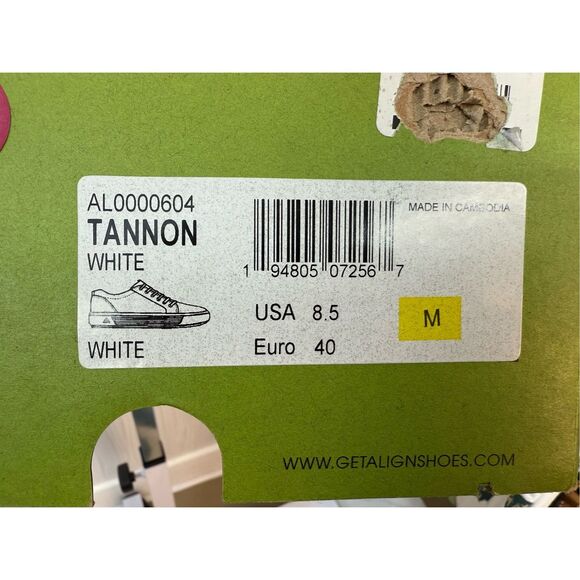 AL0000604
TANNON
WHITE
WHITE
1 94805 07256 7
USA 8.5
Euro 40
MADE IN CAMBODIA
M
WWW.GETALIGNSHOES.COM